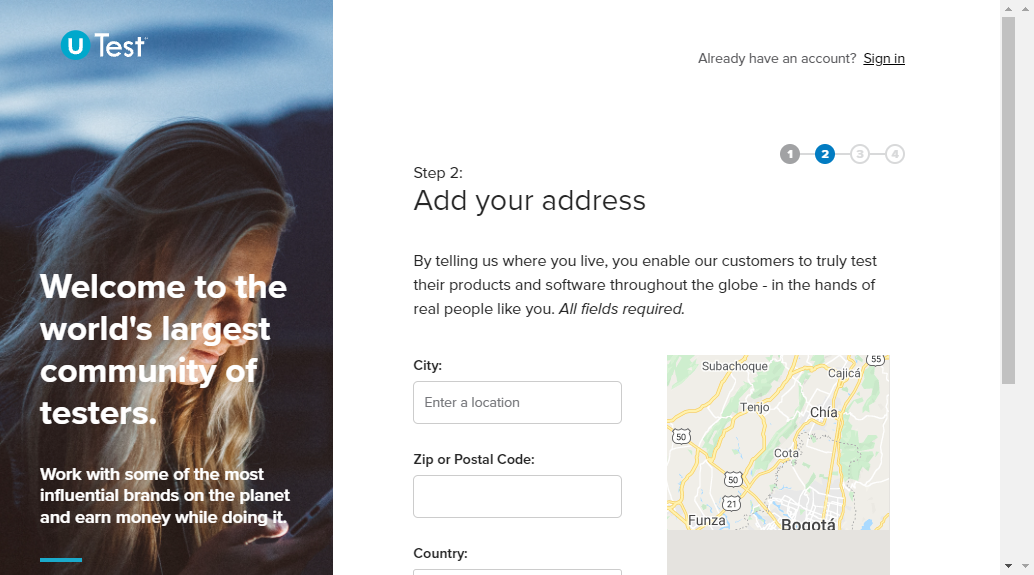 U Test
Already have an account? Sign in
1 2 3 4
Step 2:
Add your address
By telling us where you live, you enable our customers to truly test
their products and software throughout the globe - in the hands of
real people like you. All fields required.
City:
Enter a location
Zip or Postal Code:
Country:
Subachoque
55
Cajicá
Tenjo
Chía
50
Cota
50
21
Funza
Bogotá
Welcome to the
world's largest
community of
testers.
Work with some of the most
influential brands on the planet
and earn money while doing it.